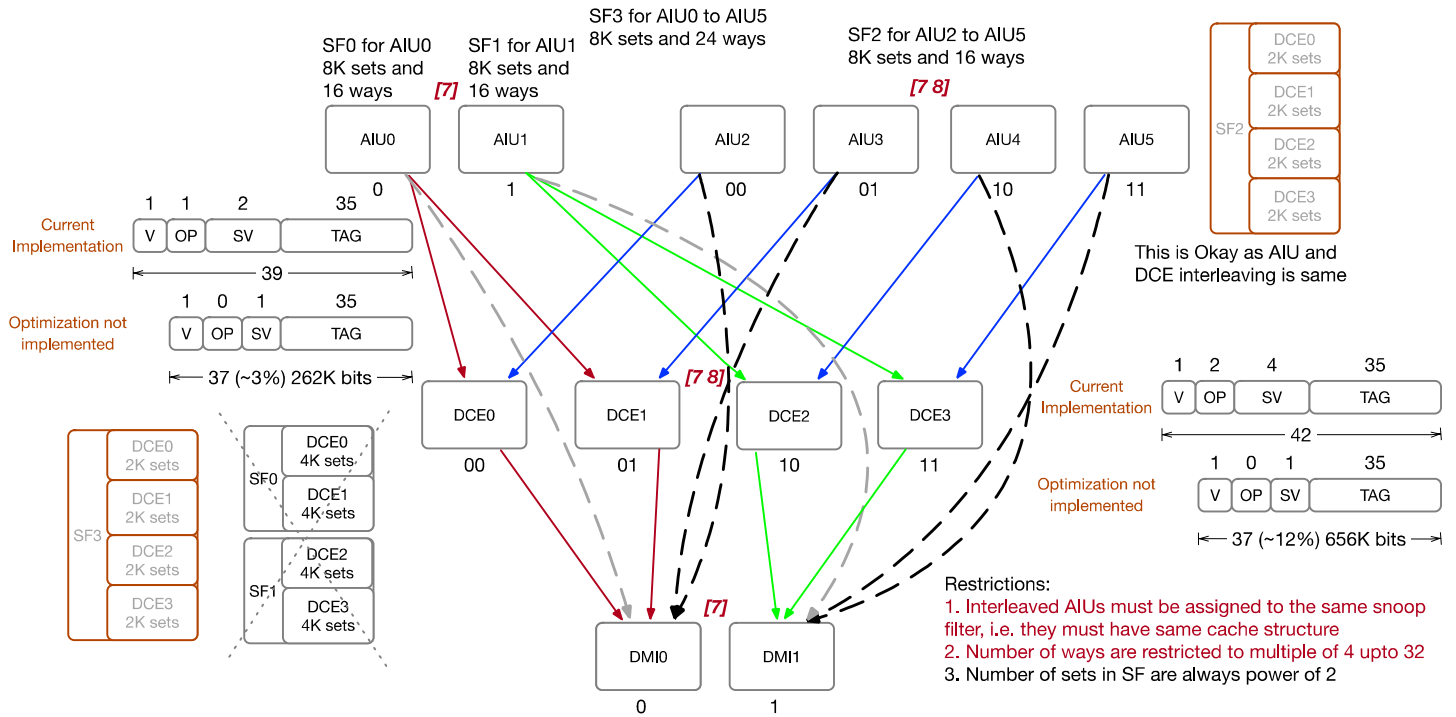 SF0 for AIU0
8K sets and
16 ways
SF1 for AIU1
8K sets and
16 ways
[7]
SF3 for AIU0 to AIU5
8K sets and 24 ways
SF2 for AIU2 to AIU5
8K sets and 16 ways
[7 8]
AIU0
AIU1
AIU2
AIU3
AIU4
AIU5
0
1
00
01
10
11
SF2
DCE0
2K sets
DCE1
2K sets
DCE2
2K sets
DCE3
2K sets
This is Okay as AIU and
DCE interleaving is same
Current
Implementation
1 1 2 35
V OP SV TAG
39
Optimization not
implemented
1 0 1 35
V OP SV TAG
37 (~3%) 262K bits
[7 8]
DCE0
DCE1
DCE2
DCE3
00
01
10
11
Current
Implementation
1 2 4 35
V OP SV TAG
42
Optimization not
implemented
1 0 1 35
V OP SV TAG
37 (~12%) 656K bits
SF3
DCE0
2K sets
DCE1
2K sets
DCE2
2K sets
DCE3
2K sets
SF0
DCE0
4K sets
DCE1
4K sets
SF1
DCE2
4K sets
DCE3
4K sets
[7]
DMI0
DMI1
0
1
Restrictions:
1. Interleaved AIUs must be assigned to the same snoop
filter, i.e. they must have same cache structure
2. Number of ways are restricted to multiple of 4 upto 32
3. Number of sets in SF are always power of 2